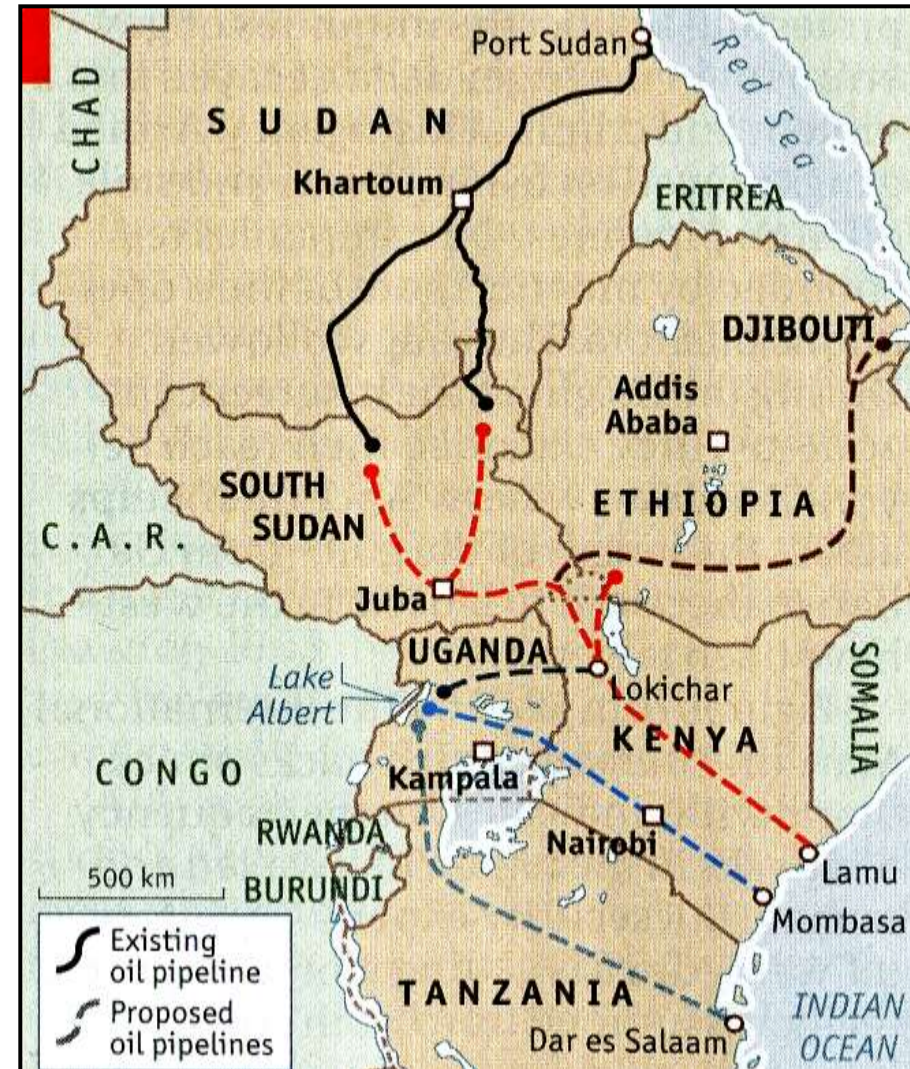 Port Sudan
Red Sea
CHAD
SUDAN
Khartoum
ERITREA
DJIBOUTI
Addis
Ababa
SOUTH
SUDAN
ETHIOPIA
C.A.R.
Juba
UGANDA
Lake
Albert
Lokichar
SOMALIA
KENYA
CONGO
Kampala
RWANDA
Nairobi
500 km
BURUNDI
Lamu
Mombasa
Existing
oil pipeline
Proposed
oil pipelines
TANZANIA
Dar es Salaam
INDIAN
OCEAN